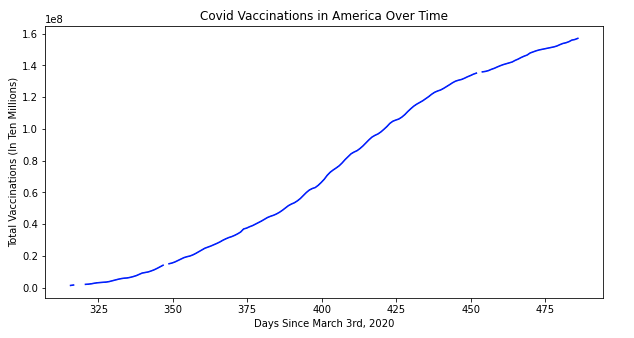 Covid Vaccinations in America Over Time
1e8
Total Vaccinations (In Ten Millions)
1.6
1.4
1.2
1.0
0.8
0.6
0.4
0.2
0.0
325 350 375 400 425 450 475
Days Since March 3rd, 2020